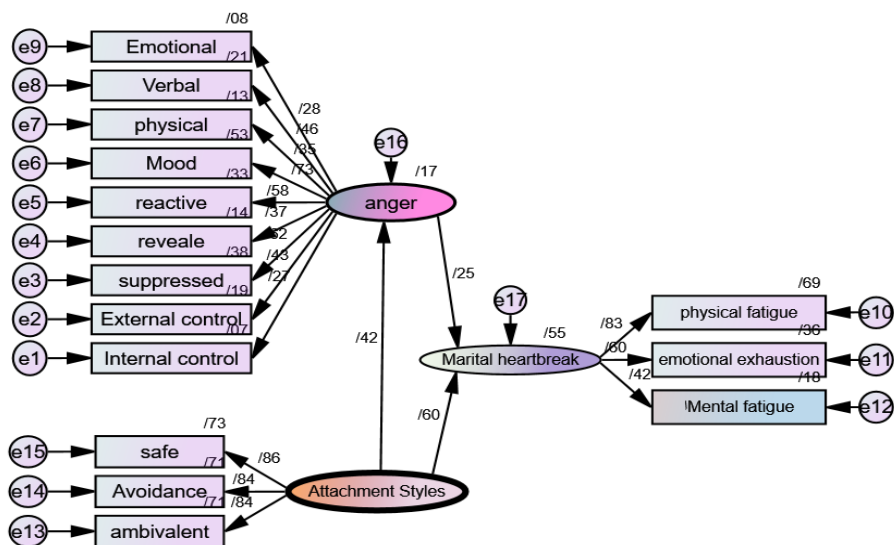 /08
e9
Emotional
/21
e8
Verbal
/13
/28
e7
physical
/46
/53
/35
e16
e6
Mood
/73
/17
/33
e5
reactive
/58
anger
/14
/37
e4
reveale
/62
/38
e3
suppressed
/43
/25
/69
/19
/27
e17
physical fatigue
e10
e2
External control
/55
/83
/36
/07
/42
/60
e1
Internal control
Marital heartbreak
emotional exhaustion
e11
/42
/18
Mental fatigue
e12
/73
/60
e15
safe
/86
/71
e14
Avoidance
/84
Attachment Styles
/71
/84
e13
ambivalent